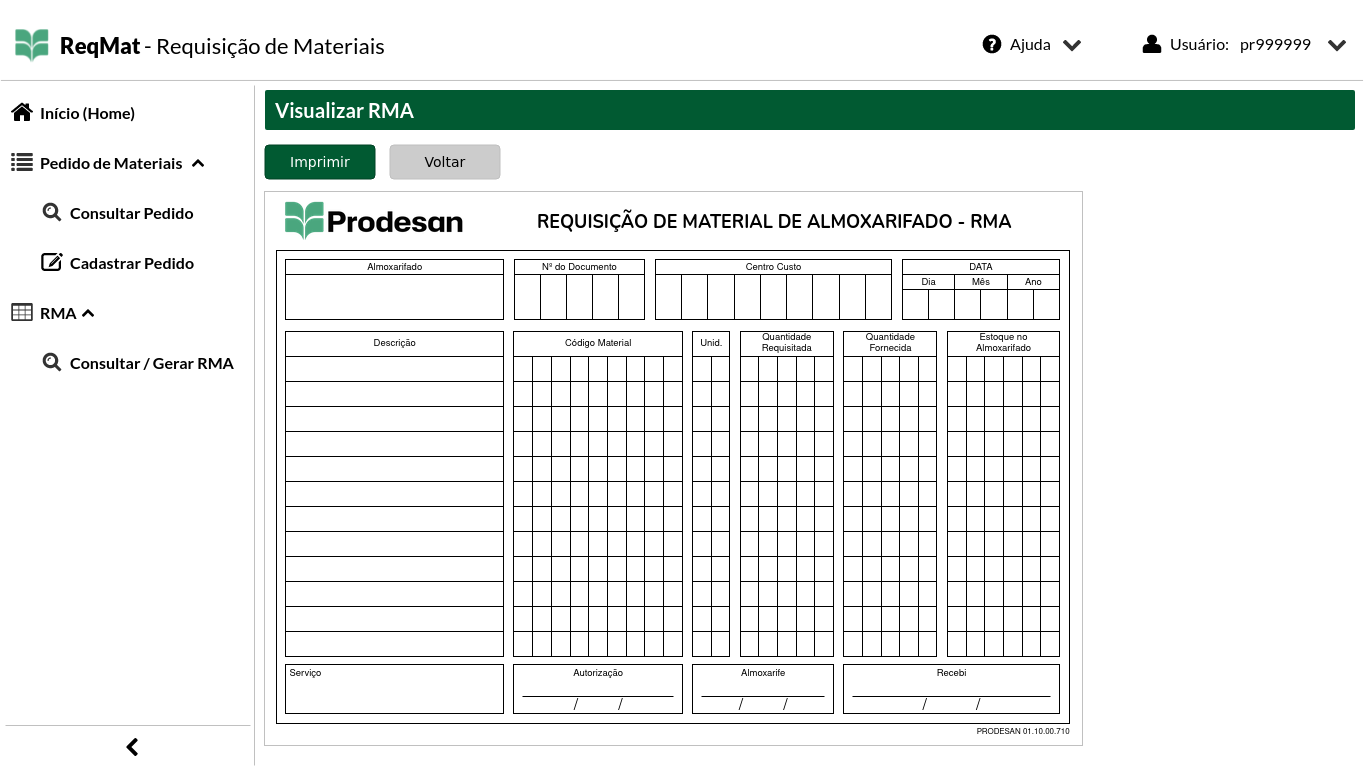 ReqMat - Requisição de Materiais
Ajuda
Usuário: pr999999
Início (Home)
Pedido de Materiais
Consultar Pedido
Cadastrar Pedido
RMA
Consultar / Gerar RMA
Visualizar RMA
Imprimir
Voltar
Prodesan
REQUISIÇÃO DE MATERIAL DE ALMOXARIFADO - RMA
Almoxarifado
Nº do Documento
Centro Custo
DATA
Dia
Mês
Ano
Descrição
Código Material
Unid.
Quantidade
Requisitada
Quantidade
Fornecida
Estoque no
Almoxarifado
Serviço
Autorização
/ /
Almoxarife
/ /
Recebi
/ /
PRODESAN 01.10.00.710